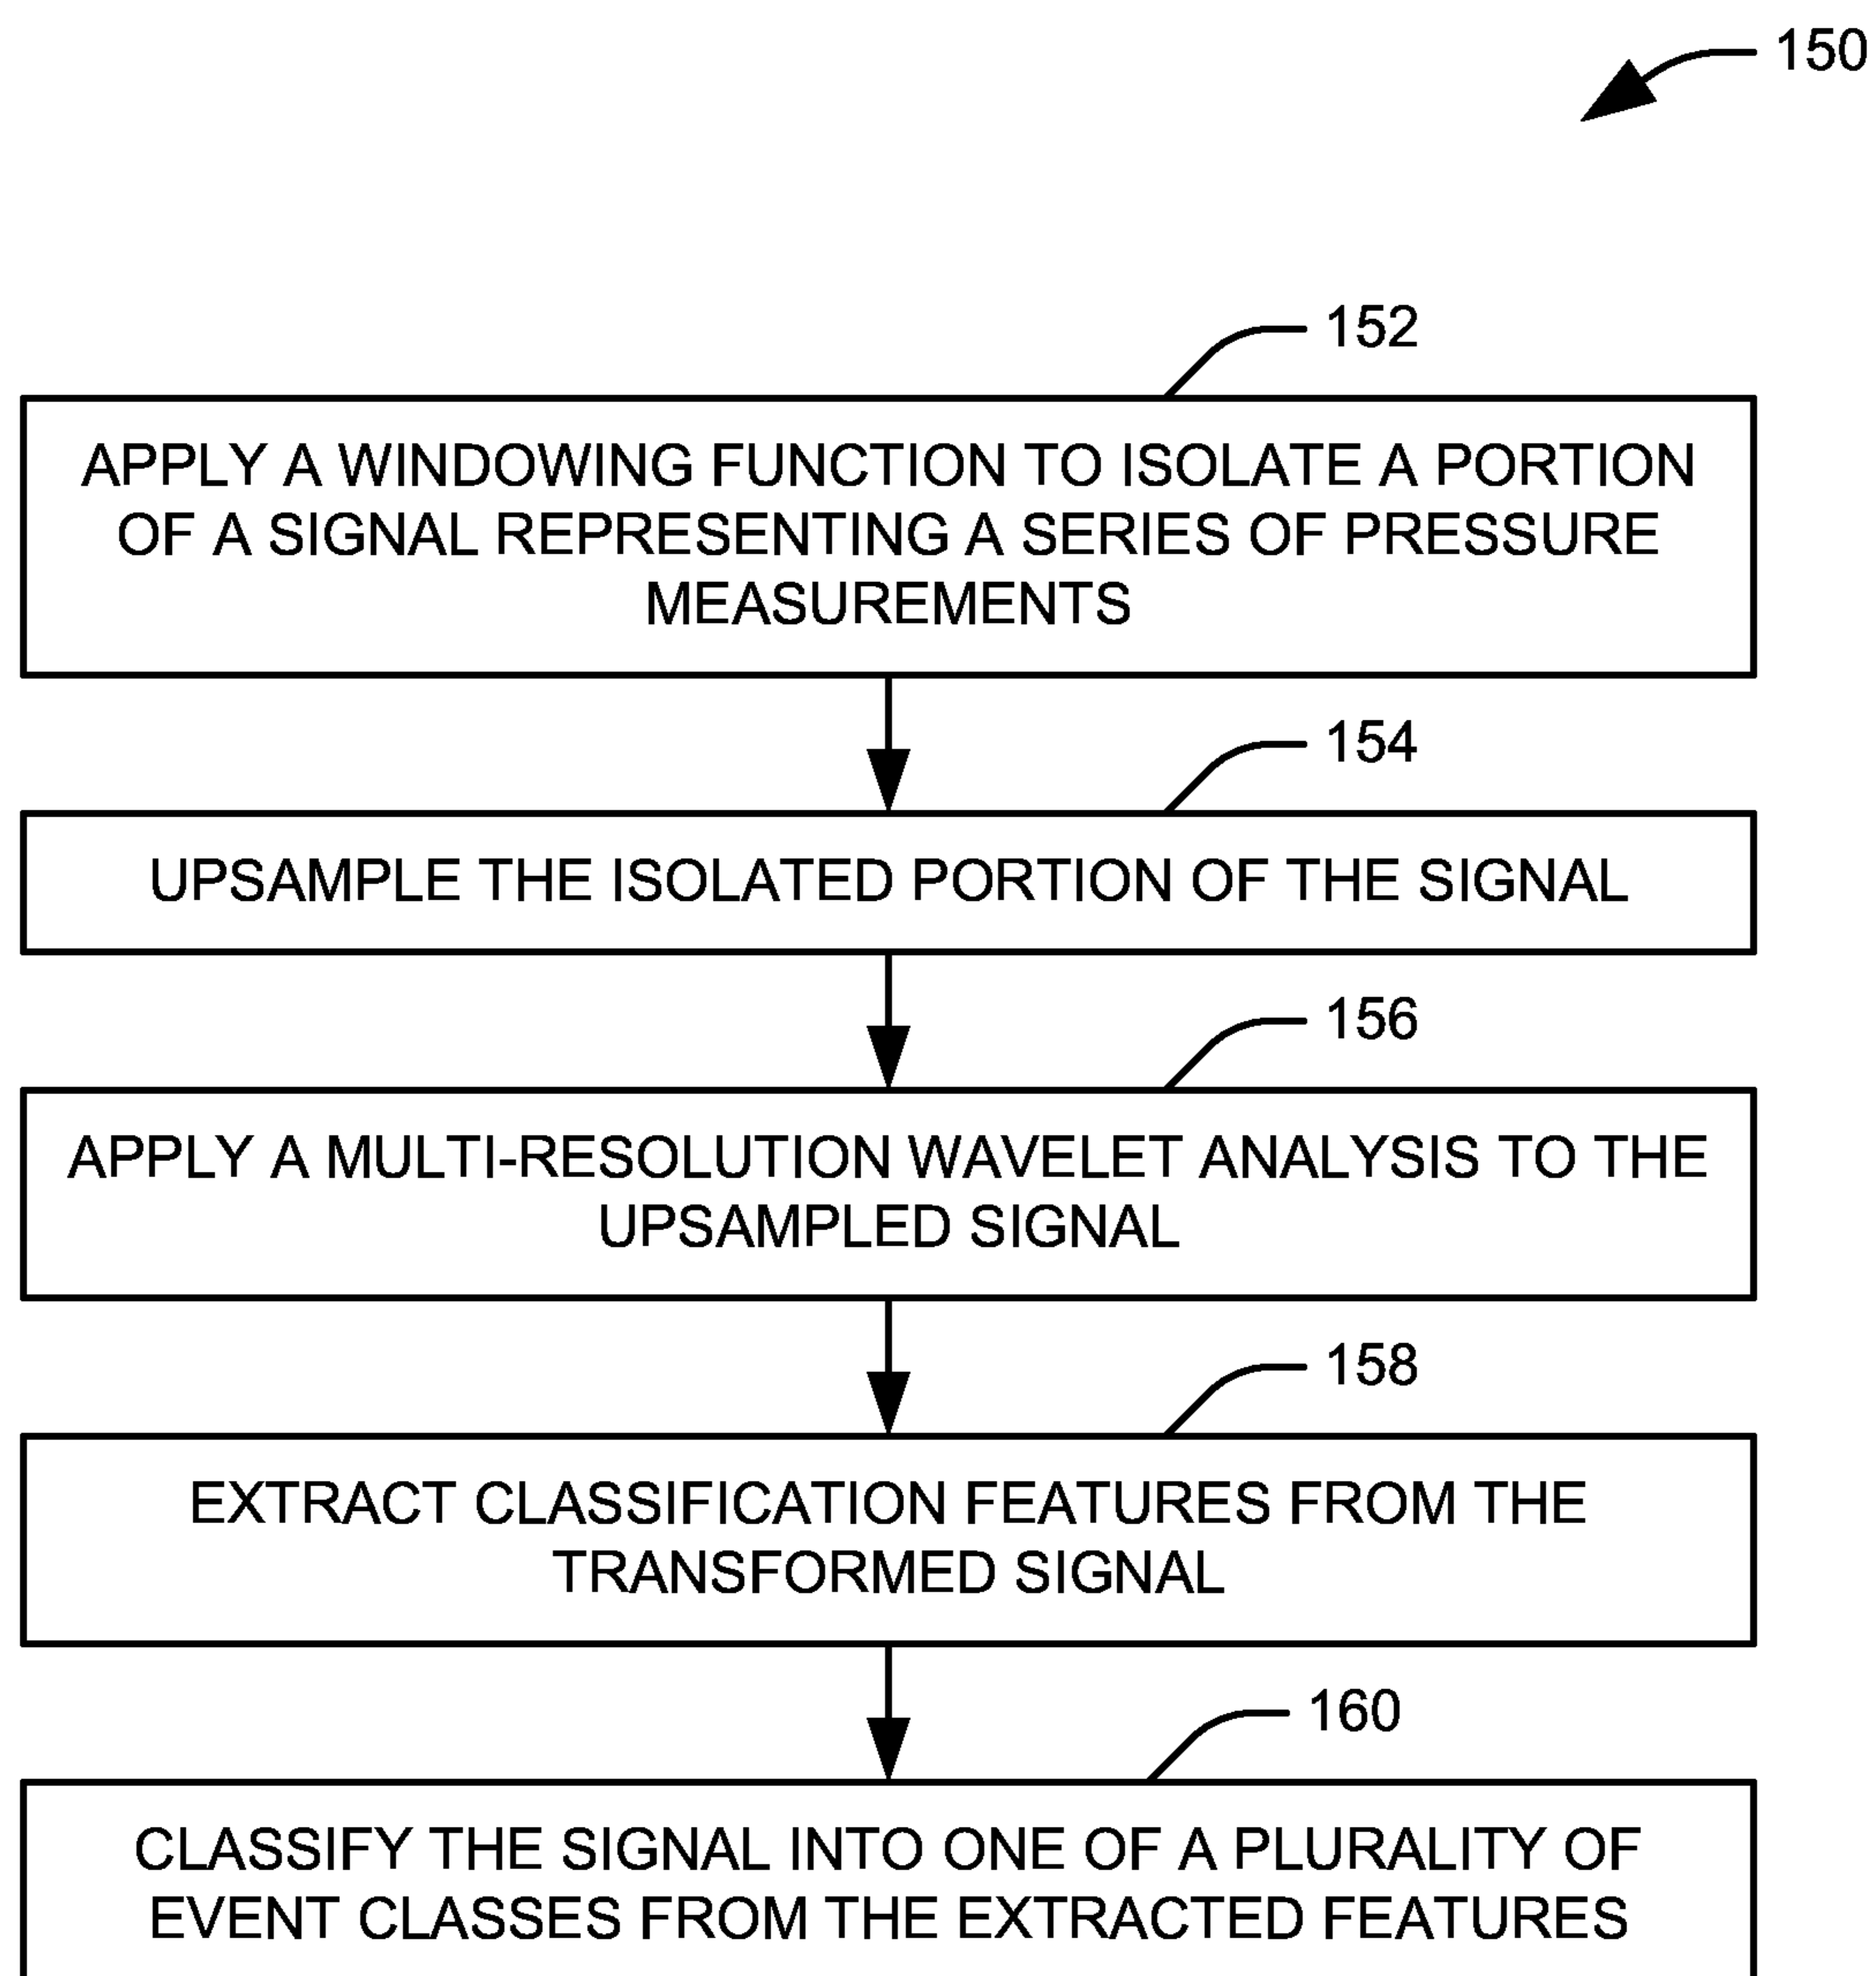 150
152
APPLY A WINDOWING FUNCTION TO ISOLATE A PORTION
OF A SIGNAL REPRESENTING A SERIES OF PRESSURE
MEASUREMENTS
154
UPSAMPLE THE ISOLATED PORTION OF THE SIGNAL
156
APPLY A MULTI-RESOLUTION WAVELET ANALYSIS TO THE
UPSAMPLED SIGNAL
158
EXTRACT CLASSIFICATION FEATURES FROM THE
TRANSFORMED SIGNAL
160
CLASSIFY THE SIGNAL INTO ONE OF A PLURALITY OF
EVENT CLASSES FROM THE EXTRACTED FEATURES